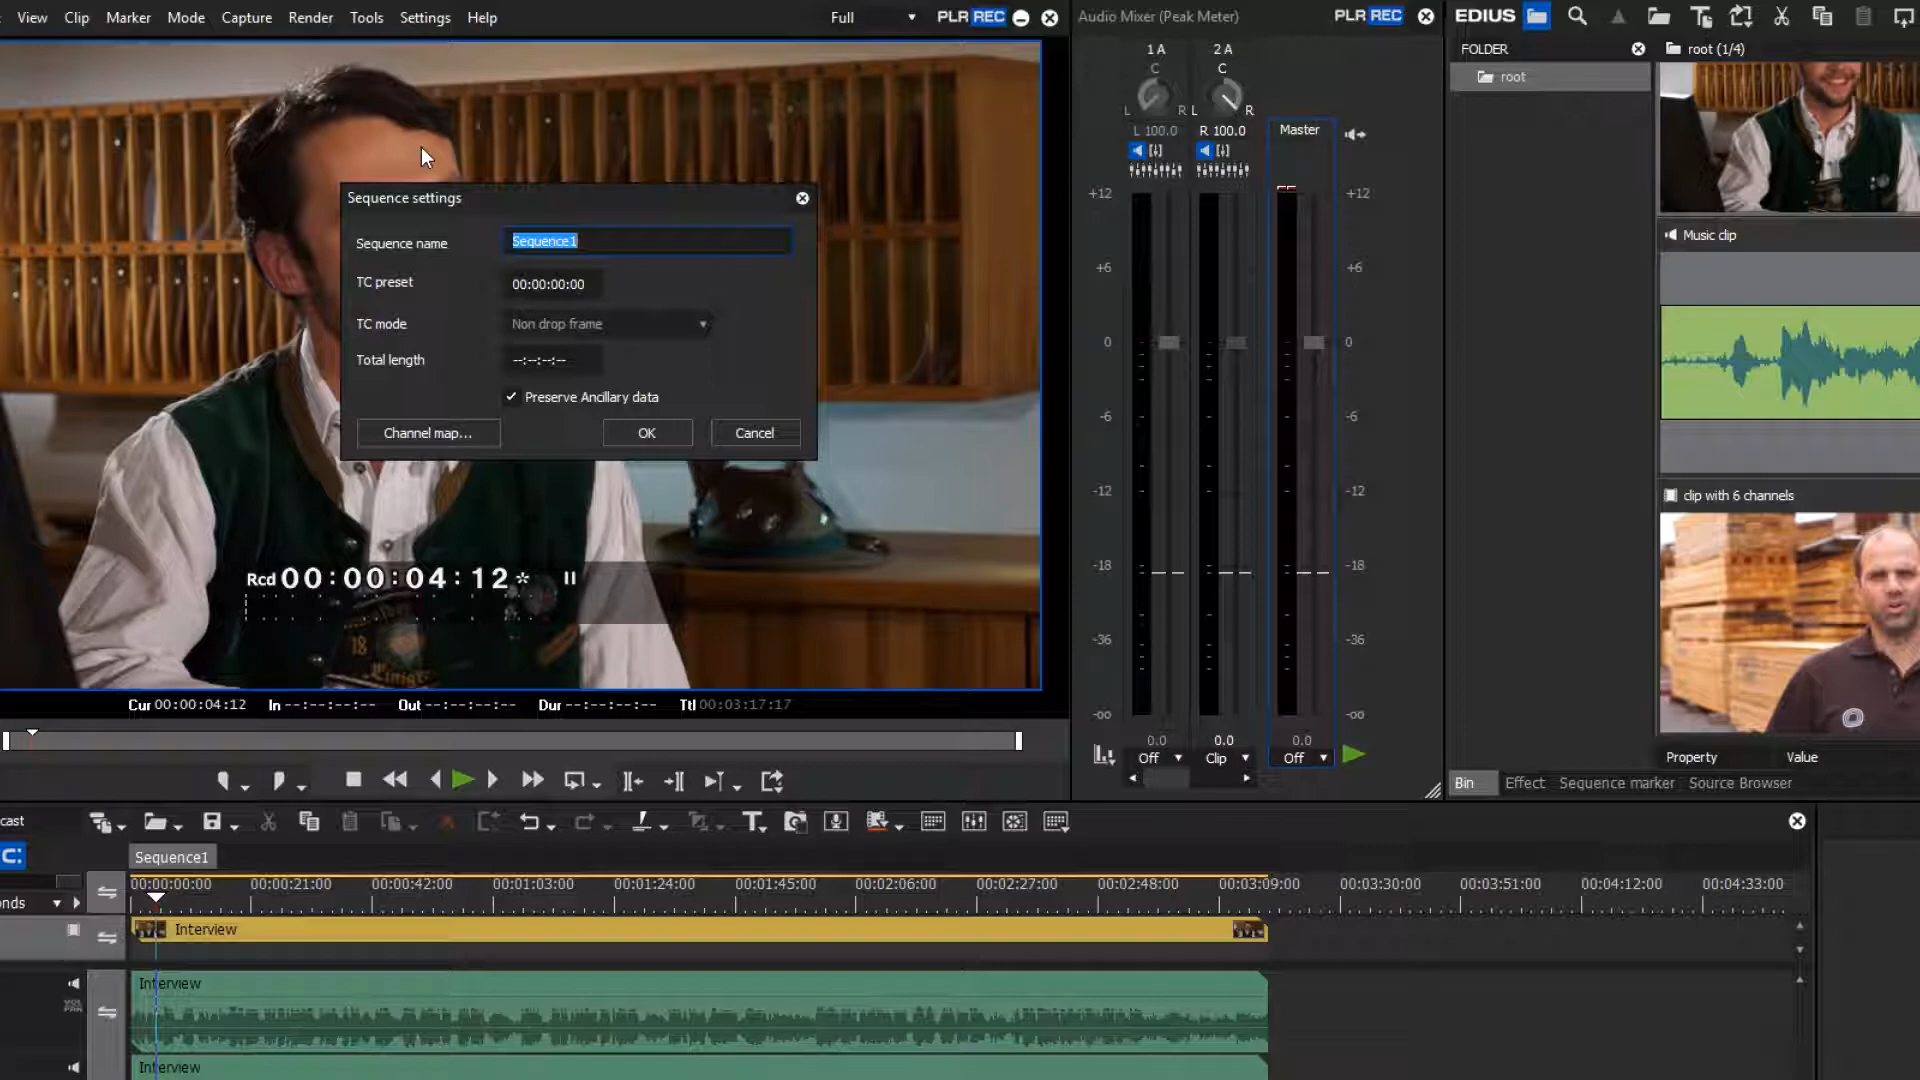 View Clip Marker Mode Capture Render Tools Settings Help Full PLR REC
Audio Mixer (Peak Meter) PLR REC
EDIUS
FOLDER
root (1/4)
root
Sequence settings
Sequence name Sequence1
TC preset 00:00:00:00
TC mode Non drop frame
Total length --:--:--:--
Preserve Ancillary data
Channel map... OK Cancel
Rcd 00:00:04:12* II
18
Einige
Cur 00:00:04:12 In --:--:--:-- Out --:--:--:-- Dur --:--:--:-- Ttl 00:03:17:17
1 A 2 A
C C
L R L R
L 100.0 R 100.0 Master
+12 +12
+6 +6
0 0
-6 -6
-12 -12
-18 -18
-36 -36
-oo -oo
0.0 0.0 0.0
Off Clip Off
Music clip
clip with 6 channels
Property Value
Bin Effect Sequence marker Source Browser
cast
C:
Sequence1
00:00:00:00 00:00:21:00 00:00:42:00 00:01:03:00 00:01:24:00 00:01:45:00 00:02:06:00 00:02:27:00 00:02:48:00 00:03:09:00 00:03:30:00 00:03:51:00 00:04:12:00 00:04:33:00
onds
Interview
Interview
VOL
PAN
Interview